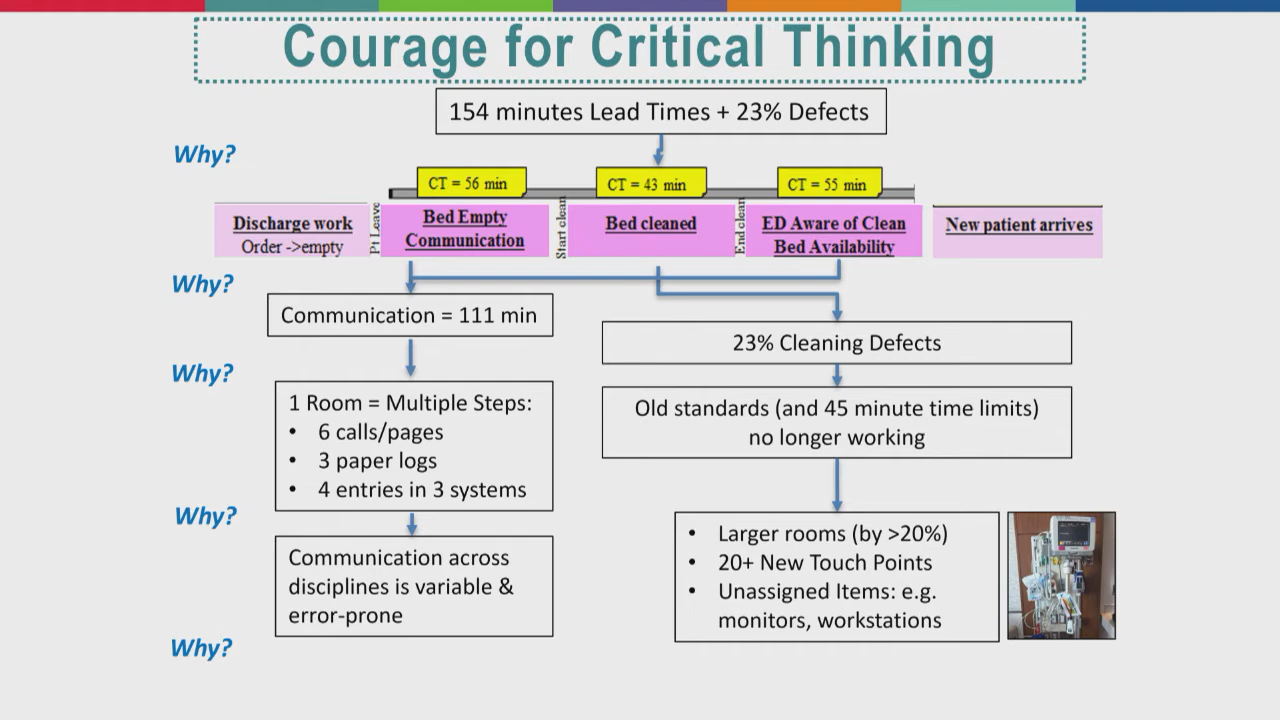 Courage for Critical Thinking
154 minutes Lead Times + 23% Defects
Why?
CT = 56 min
CT = 43 min
CT = 55 min
Discharge work
Order ->empty
Pt Leave
Bed Empty
Communication
Start clean
Bed cleaned
End clean
ED Aware of Clean
Bed Availability
New patient arrives
Why?
Communication = 111 min
23% Cleaning Defects
Why?
1 Room = Multiple Steps:
• 6 calls/pages
• 3 paper logs
• 4 entries in 3 systems
Old standards (and 45 minute time limits)
no longer working
Why?
Communication across
disciplines is variable &
error-prone
• Larger rooms (by >20%)
• 20+ New Touch Points
• Unassigned Items: e.g.
monitors, workstations
Why?